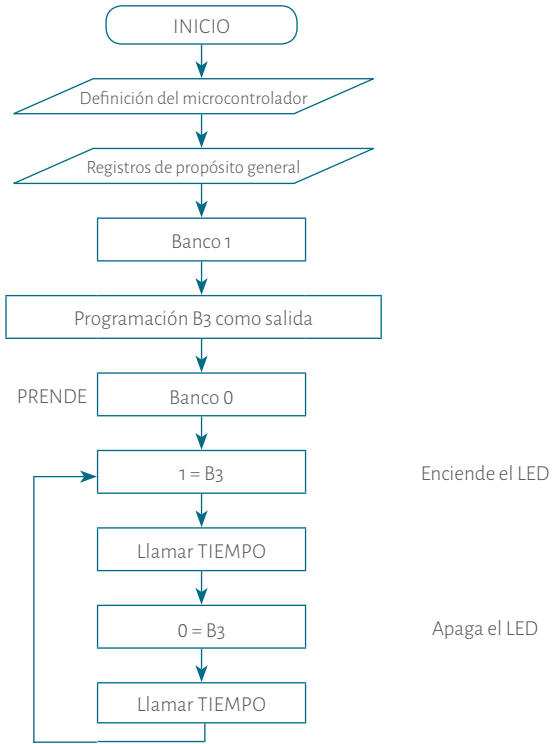 INICIO
Definición del microcontrolador
Registros de propósito general
Banco 1
Programación B3 como salida
PRENDE
Banco 0
1 = B3
Enciende el LED
Llamar TIEMPO
0 = B3
Apaga el LED
Llamar TIEMPO